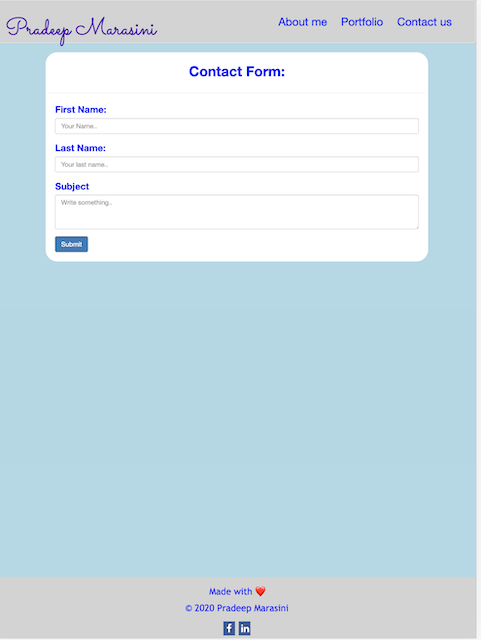 Pradeep Marasini
About me Portfolio Contact us
Contact Form:
First Name:
Your Name..
Last Name:
Your last name..
Subject
Write something..
Submit
Made with ❤️
© 2020 Pradeep Marasini
f in